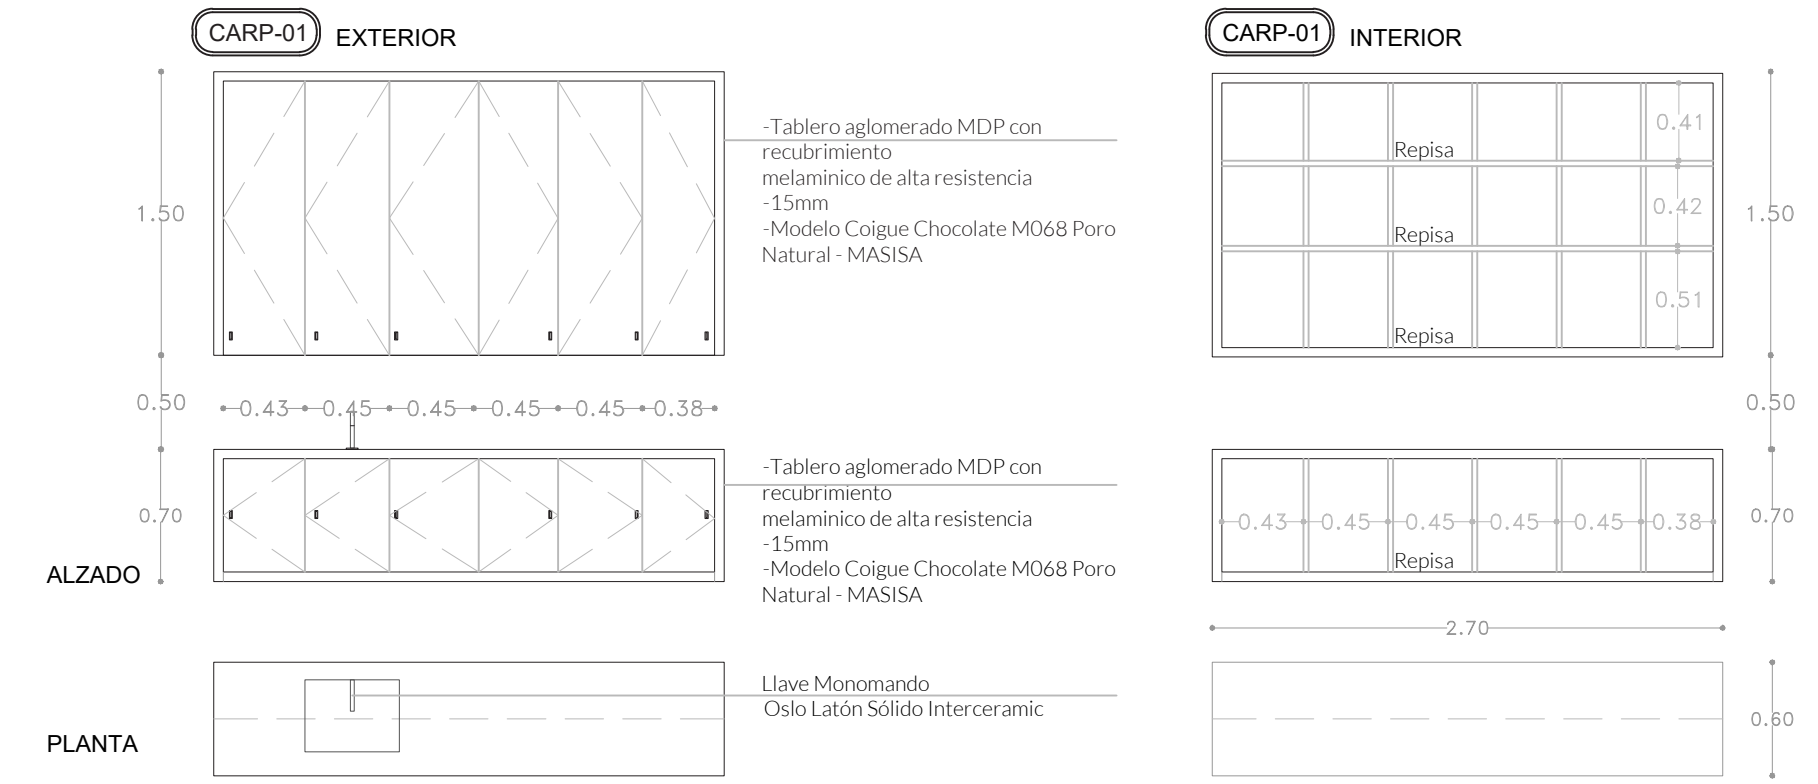 CARP-01 EXTERIOR
CARP-01 INTERIOR
1.50
-Tablero aglomerado MDP con
recubrimiento
melaminico de alta resistencia
-15mm
-Modelo Coigue Chocolate M068 Poro
Natural - MASISA
Repisa
Repisa
Repisa
0.41
0.42
0.51
1.50
0.50
0.43 0.45 0.45 0.45 0.45 0.38
0.50
0.70
-Tablero aglomerado MDP con
recubrimiento
melaminico de alta resistencia
-15mm
-Modelo Coigue Chocolate M068 Poro
Natural - MASISA
0.43 0.45 0.45 0.45 0.45 0.38
Repisa
0.70
ALZADO
2.70
Llave Monomando
Oslo Latón Sólido Interceramic
0.60
PLANTA